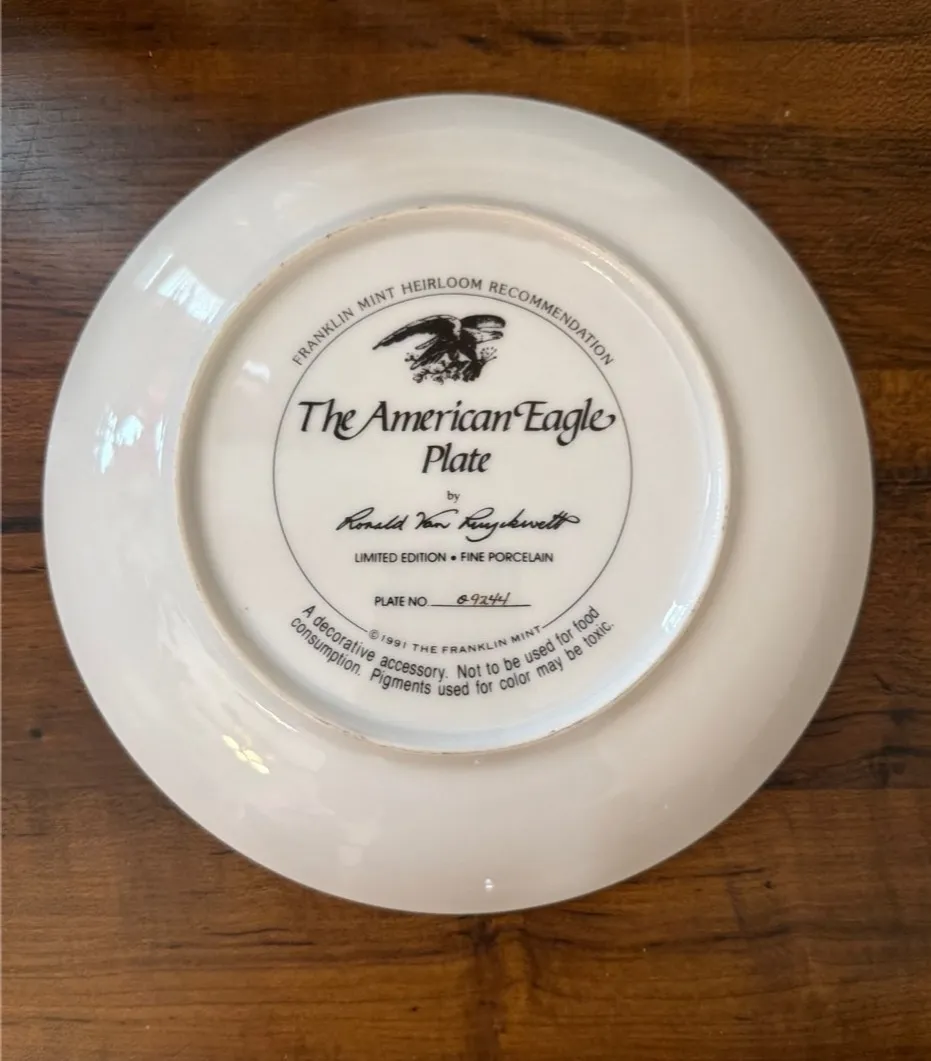 FRANKLIN MINT HEIRLOOM RECOMMENDATION
The American Eagle
Plate
by
Ronald Van Ruyckevelt
LIMITED EDITION • FINE PORCELAIN
PLATE NO. 09244
©1991 THE FRANKLIN MINT
A decorative accessory. Not to be used for food
consumption. Pigments used for color may be toxic.